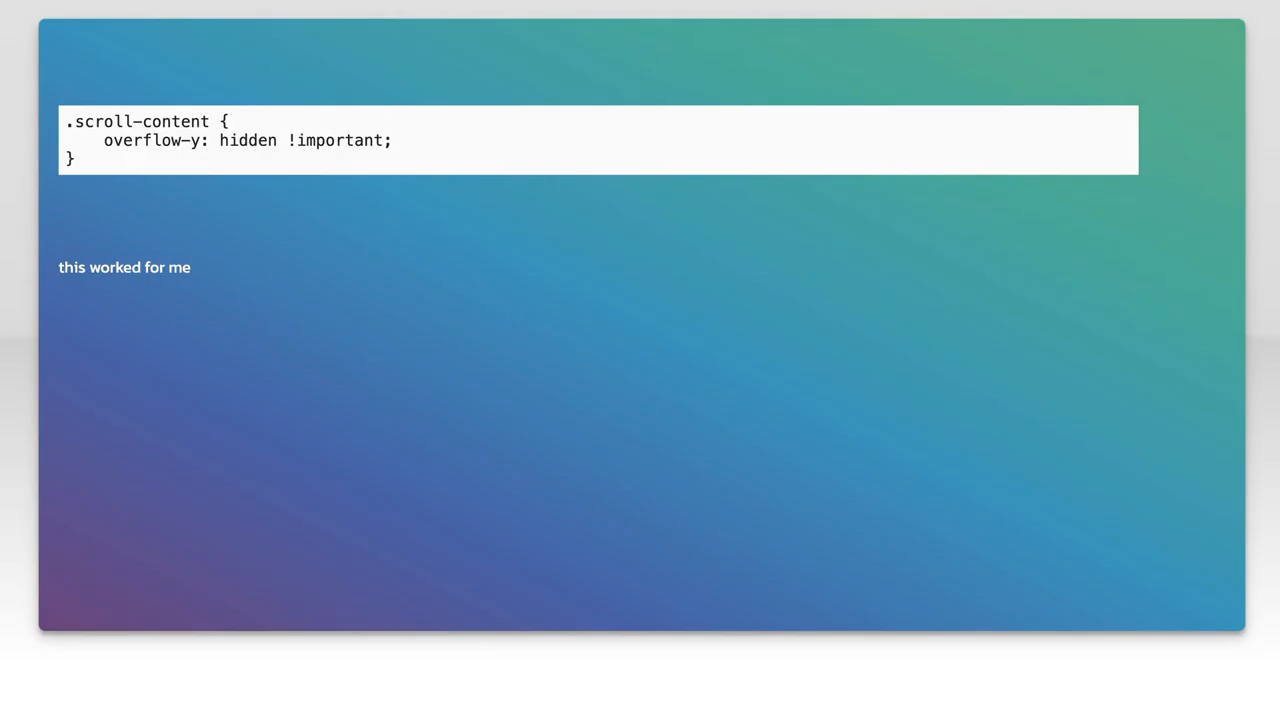 .scroll-content {
    overflow-y: hidden !important;
}
this worked for me